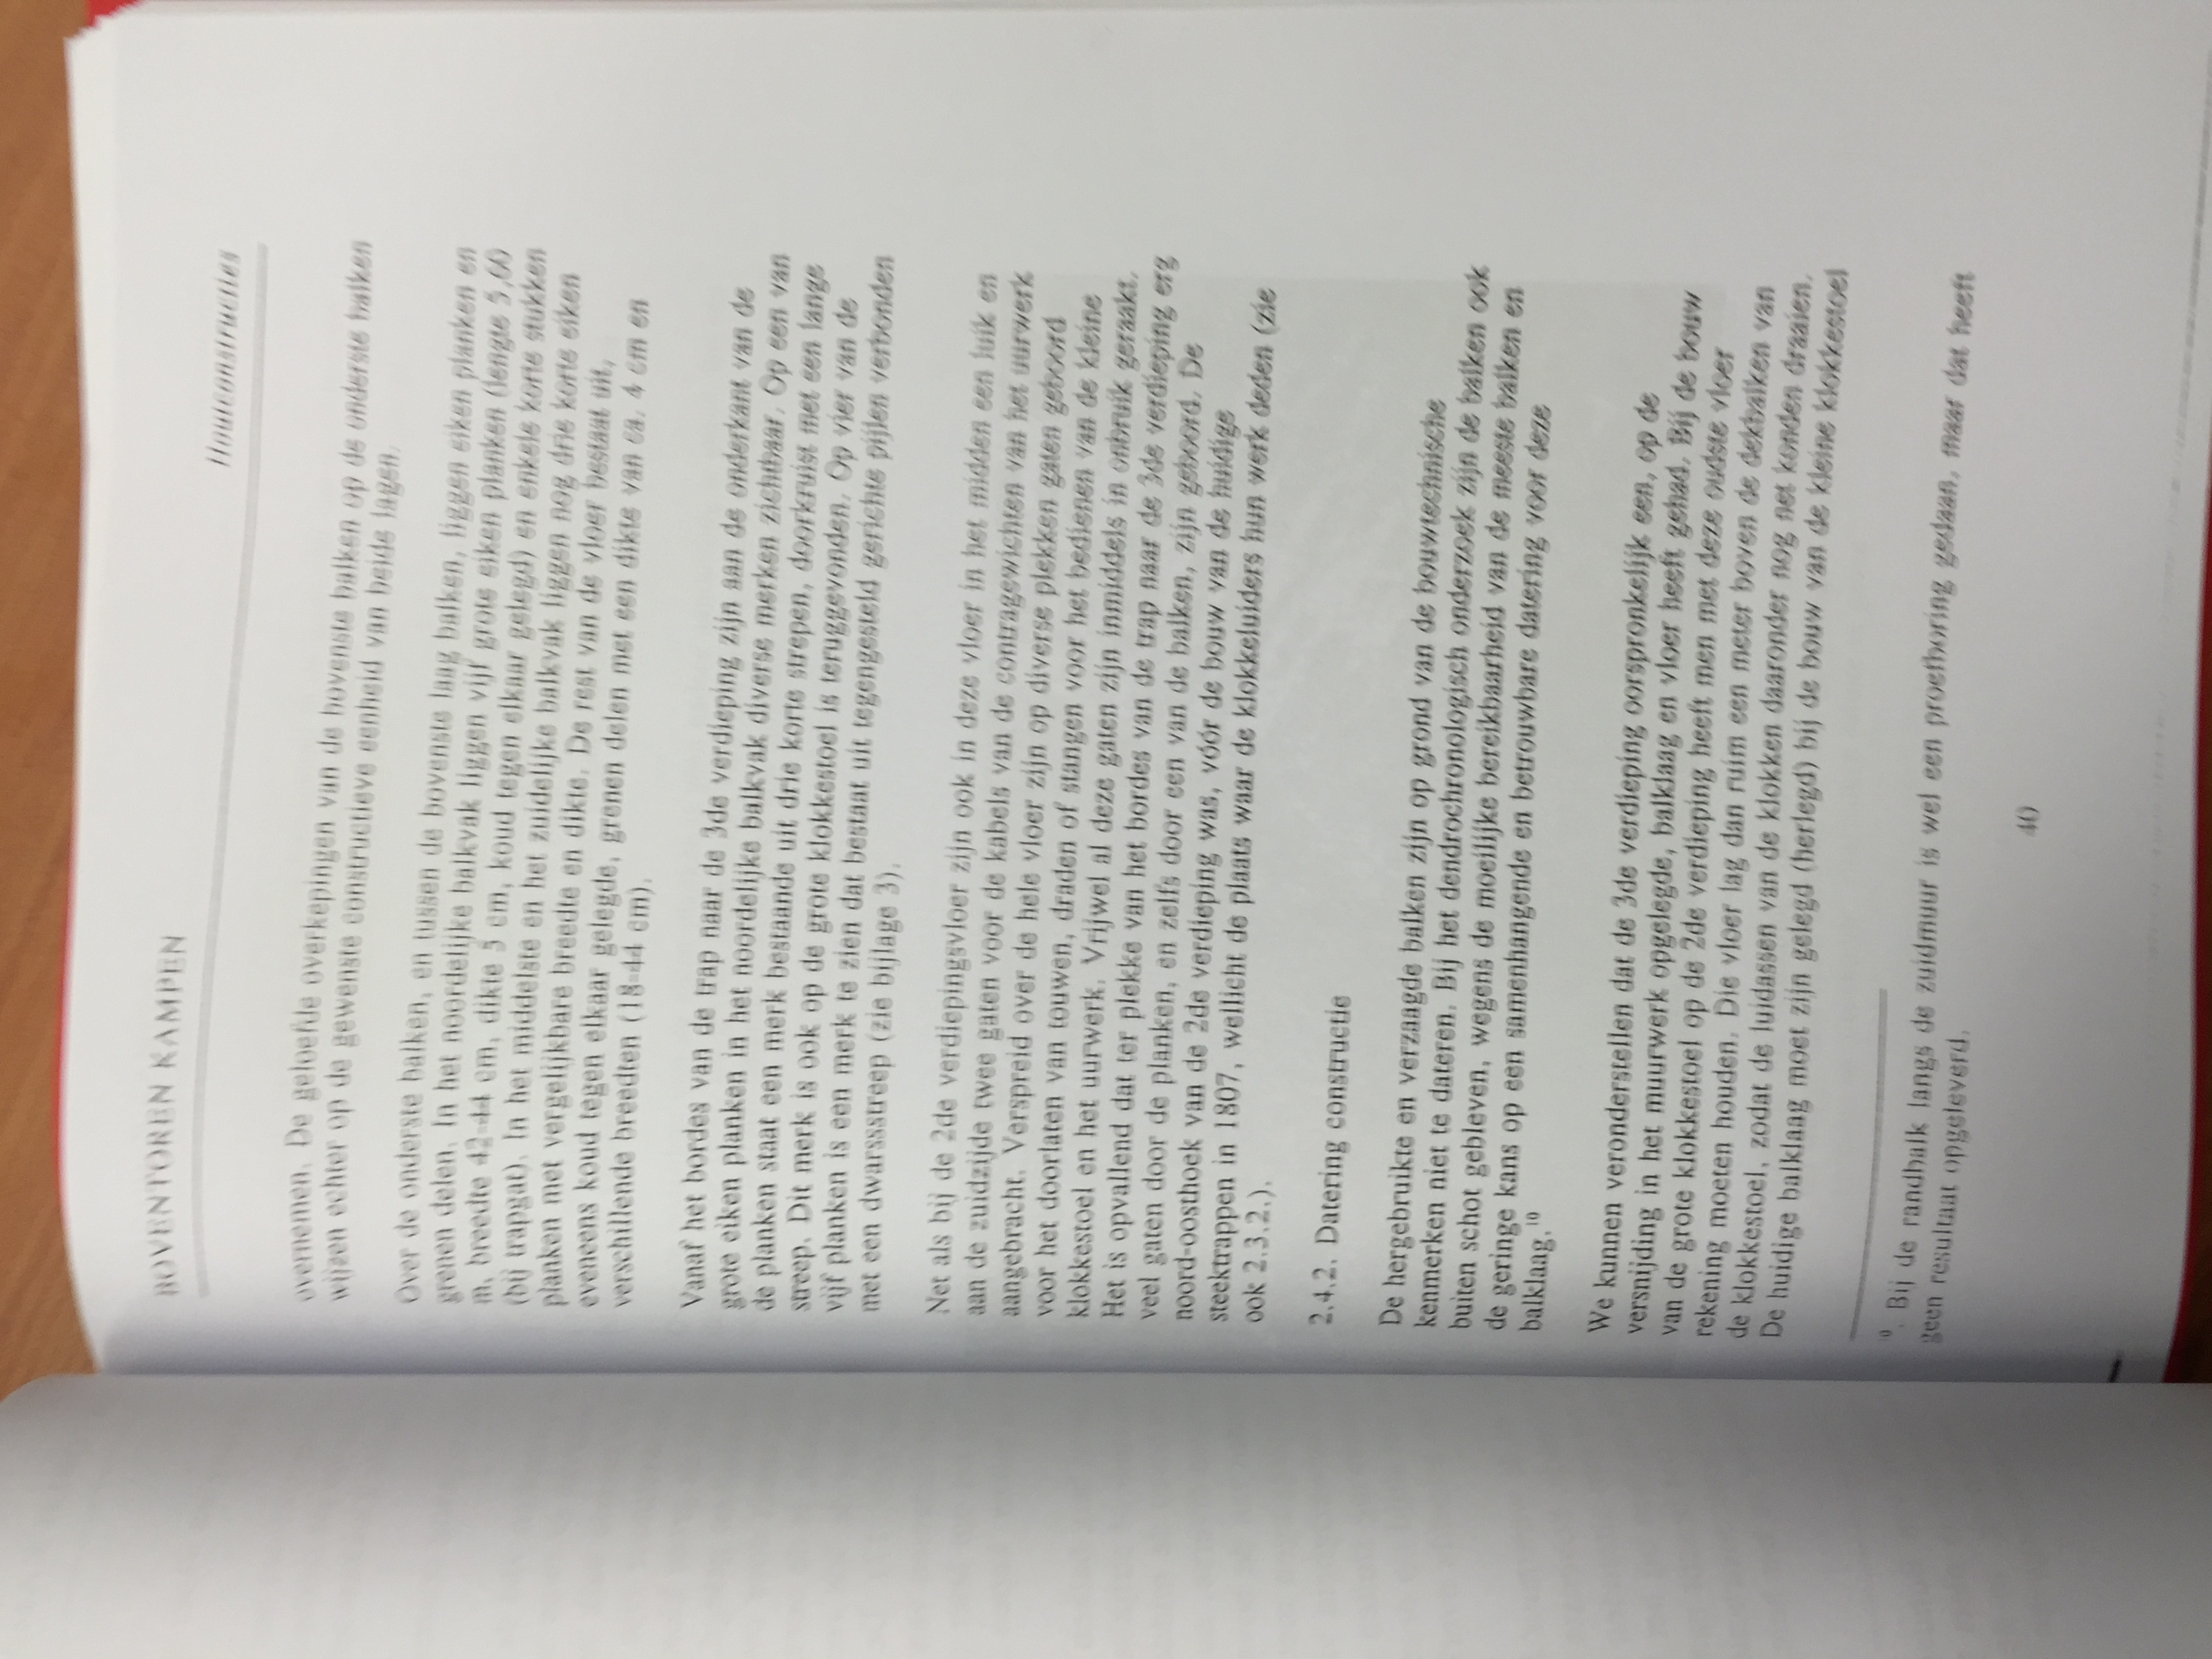 BOVENTOREN KAMPEN
Houtconstructies
overnemen. De geloefde overkepingen van de bovenste balken op de onderste balken
wijzen echter op de gewenste constructieve eenheid van beide lagen.
Over de onderste balken, en tussen de bovenste laag balken, liggen eiken planken en
grenen delen. In het noordelijke balkvak liggen vijf grote eiken planken (lengte 5,60
m, breedte 42-44 cm, dikte 5 cm, koud tegen elkaar gelegd) en enkele korte stukken
(bij trapgat). In het middelste en het zuidelijke balkvak liggen nog drie korte eiken
planken met vergelijkbare breedte en dikte. De rest van de vloer bestaat uit,
eveneens koud tegen elkaar gelegde, grenen delen met een dikte van ca. 4 cm en
verschillende breedten (18-44 cm).
Vanaf het bordes van de trap naar de 3de verdieping zijn aan de onderkant van de
grote eiken planken in het noordelijke balkvak diverse merken zichtbaar. Op een van
de planken staat een merk bestaande uit drie korte strepen, doorkruist met een lange
streep. Dit merk is ook op de grote klokkestoel is teruggevonden. Op vier van de
vijf planken is een merk te zien dat bestaat uit tegengesteld gerichte pijlen verbonden
met een dwarssstreep (zie bijlage 3).
Net als bij de 2de verdiepingsvloer zijn ook in deze vloer in het midden een luik en
aan de zuidzijde twee gaten voor de kabels van de contragewichten van het uurwerk
aangebracht. Verspreid over de hele vloer zijn op diverse plekken gaten geboord
voor het doorlaten van touwen, draden of stangen voor het bedienen van de kleine
klokkestoel en het uurwerk. Vrijwel al deze gaten zijn inmiddels in onbruik geraakt.
Het is opvallend dat ter plekke van het bordes van de trap naar de 3de verdieping erg
veel gaten door de planken, en zelfs door een van de balken, zijn geboord. De
noord-oosthoek van de 2de verdieping was, vóór de bouw van de huidige
steektrappen in 1807, wellicht de plaats waar de klokkeluiders hun werk deden (zie
ook 2.3.2.).
2.4.2. Datering constructie
De hergebruikte en verzaagde balken zijn op grond van de bouwtechnische
kenmerken niet te dateren. Bij het dendrochronologisch onderzoek zijn de balken ook
buiten schot gebleven, wegens de moeilijke bereikbaarheid van de meeste balken en
de geringe kans op een samenhangende en betrouwbare datering voor deze
balklaag.¹⁰
We kunnen veronderstellen dat de 3de verdieping oorspronkelijk een, op de
versnijding in het muurwerk opgelegde, balklaag en vloer heeft gehad. Bij de bouw
van de grote klokkestoel op de 2de verdieping heeft men met deze oudste vloer
rekening moeten houden. Die vloer lag dan ruim een meter boven de dekbalken van
de klokkestoel, zodat de luidassen van de klokken daaronder nog net konden draaien.
De huidige balklaag moet zijn gelegd (herlegd) bij de bouw van de kleine klokkestoel
¹⁰. Bij de randbalk langs de zuidmuur is wel een proefboring gedaan, maar dat heeft
geen resultaat opgeleverd.
40